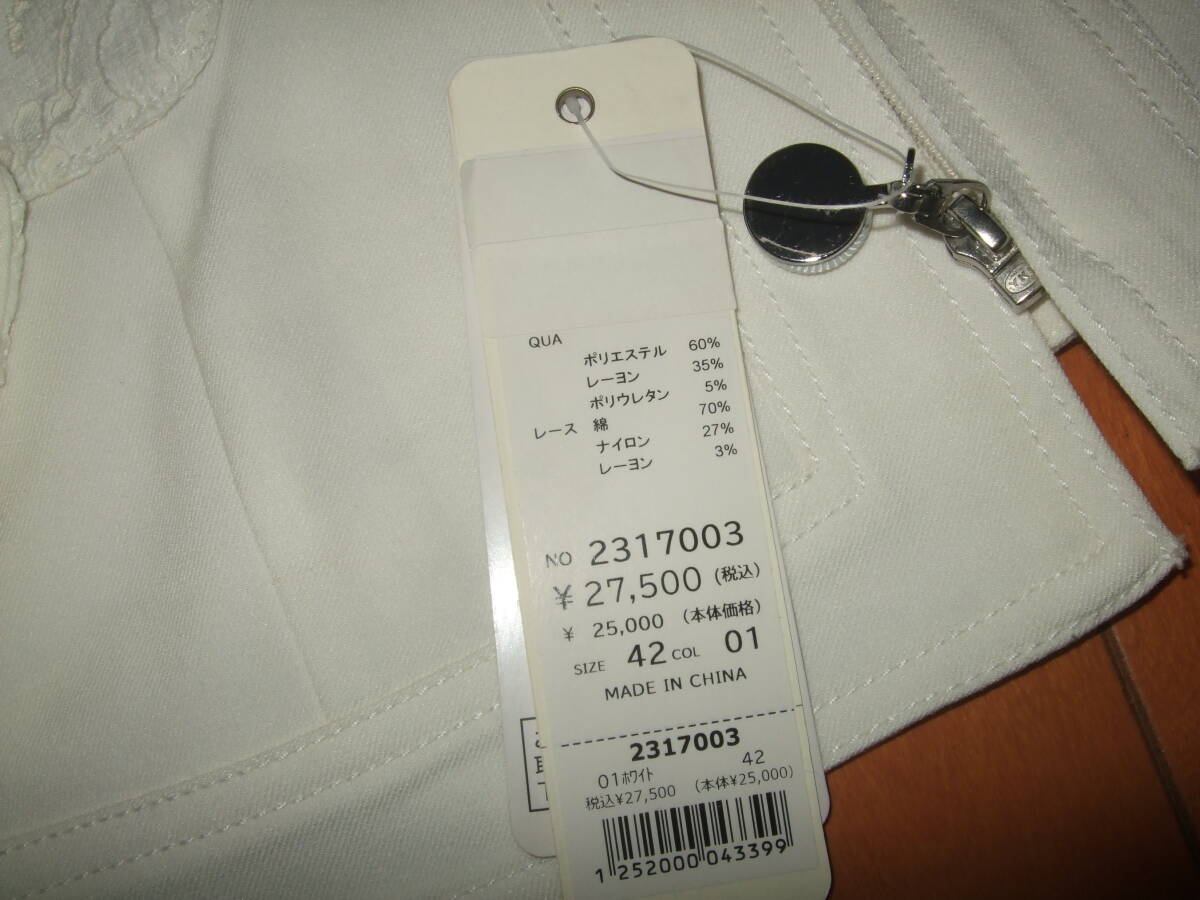 QUA
ポリエステル 60%
レーヨン 35%
ポリウレタン 5%
レース 綿 70%
ナイロン 27%
レーヨン 3%
NO 2317003
¥ 27,500 (税込)
¥ 25,000 (本体価格)
SIZE 42 COL 01
MADE IN CHINA
2317003
01ホワイト 42
税込¥27,500 (本体¥25,000)
1 252000 043399